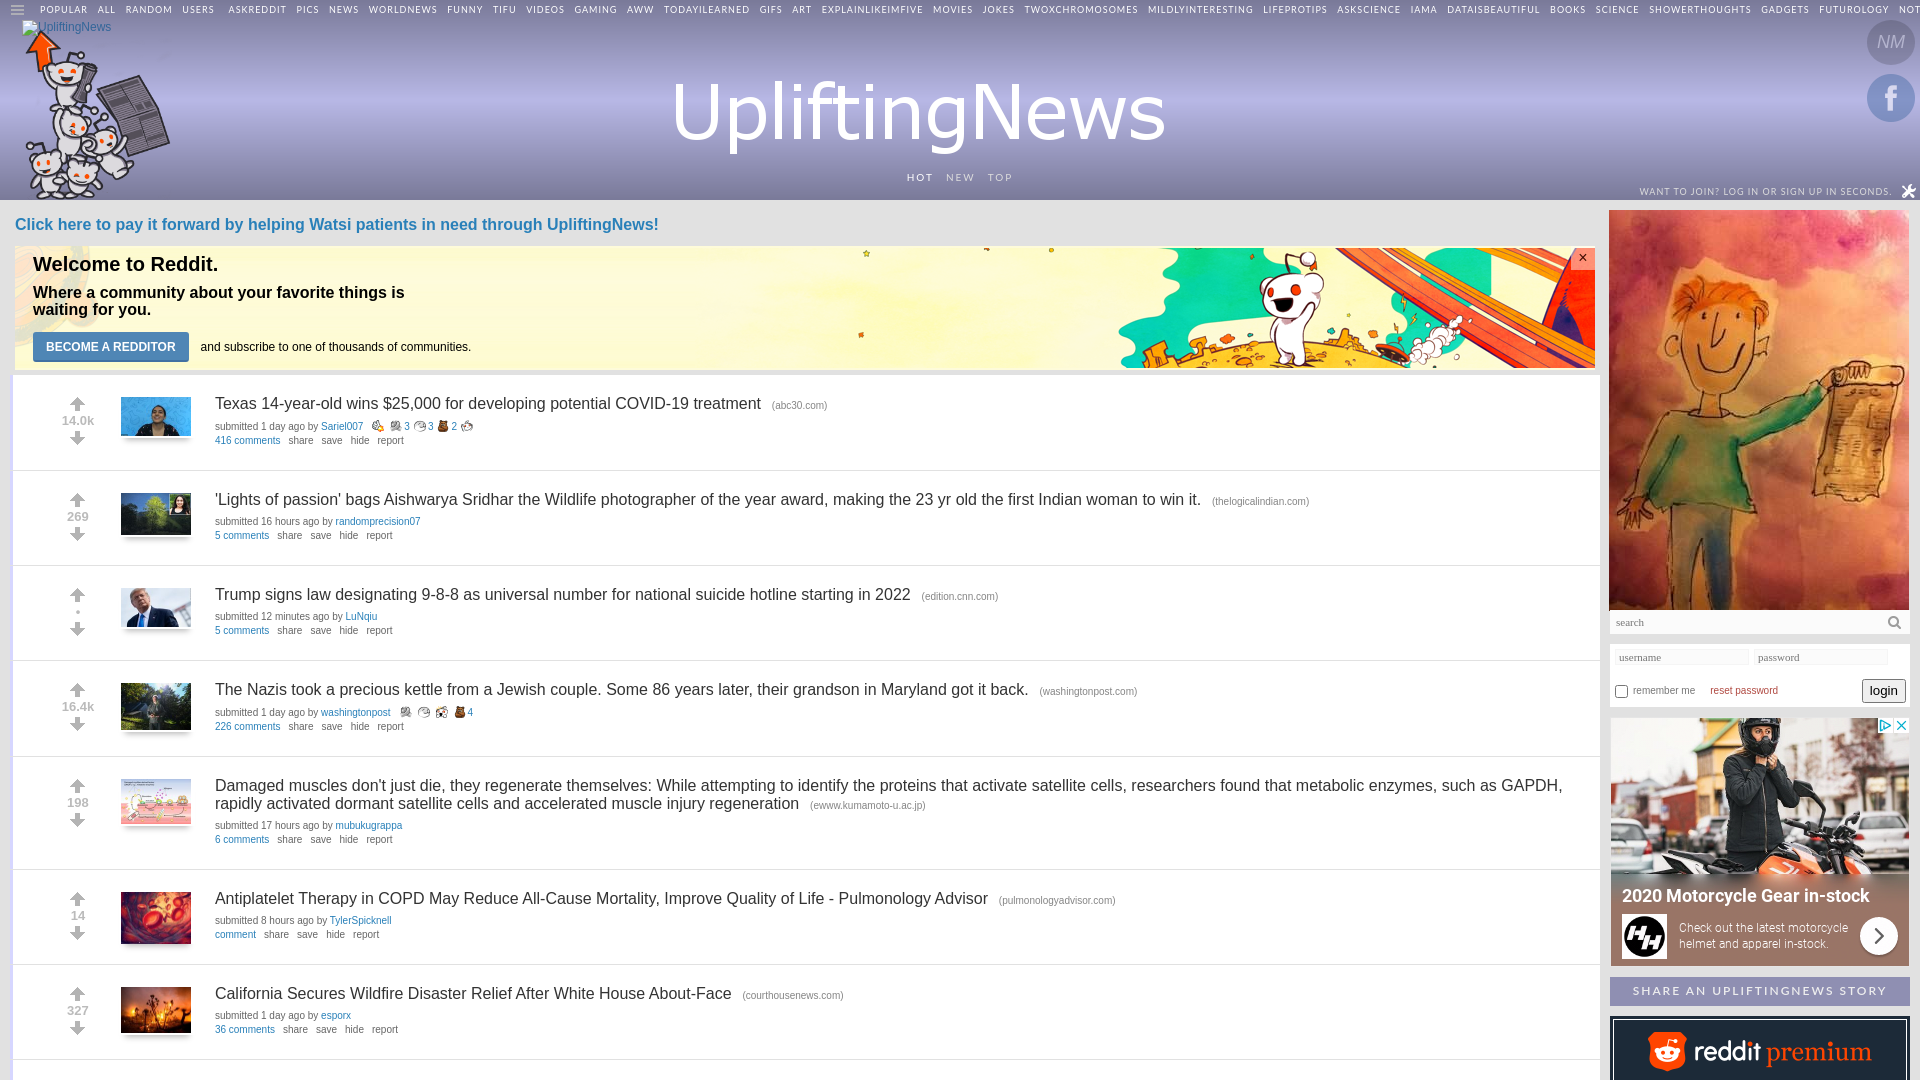 POPULAR ALL RANDOM USERS ASKREDDIT PICS NEWS WORLDNEWS FUNNY TIFU VIDEOS GAMING AWW TODAYILEARNED GIFS ART EXPLAINLIKEIMFIVE MOVIES JOKES TWOXCHROMOSOMES MILDLYINTERESTING LIFEPROTIPS ASKSCIENCE IAMA DATAISBEAUTIFUL BOOKS SCIENCE SHOWERTHOUGHTS GADGETS FUTUROLOGY NOT
UpliftingNews
NM
f
UpliftingNews
HOT NEW TOP
WANT TO JOIN? LOG IN OR SIGN UP IN SECONDS.
Click here to pay it forward by helping Watsi patients in need through UpliftingNews!
Welcome to Reddit.
×
Where a community about your favorite things is
waiting for you.
BECOME A REDDITOR and subscribe to one of thousands of communities.
14.0k
Texas 14-year-old wins $25,000 for developing potential COVID-19 treatment (abc30.com)
submitted 1 day ago by Sariel007 3 3 2
416 comments share save hide report
269
'Lights of passion' bags Aishwarya Sridhar the Wildlife photographer of the year award, making the 23 yr old the first Indian woman to win it. (thelogicalindian.com)
submitted 16 hours ago by randomprecision07
5 comments share save hide report
•
Trump signs law designating 9-8-8 as universal number for national suicide hotline starting in 2022 (edition.cnn.com)
submitted 12 minutes ago by LuNqiu
5 comments share save hide report
16.4k
The Nazis took a precious kettle from a Jewish couple. Some 86 years later, their grandson in Maryland got it back. (washingtonpost.com)
submitted 1 day ago by washingtonpost 4
226 comments share save hide report
198
Damaged muscles don't just die, they regenerate themselves: While attempting to identify the proteins that activate satellite cells, researchers found that metabolic enzymes, such as GAPDH,
rapidly activated dormant satellite cells and accelerated muscle injury regeneration (ewww.kumamoto-u.ac.jp)
submitted 17 hours ago by mubukugrappa
6 comments share save hide report
14
Antiplatelet Therapy in COPD May Reduce All-Cause Mortality, Improve Quality of Life - Pulmonology Advisor (pulmonologyadvisor.com)
submitted 8 hours ago by TylerSpicknell
comment share save hide report
327
California Secures Wildfire Disaster Relief After White House About-Face (courthousenews.com)
submitted 1 day ago by esporx
36 comments share save hide report
search
username password
remember me reset password login
2020 Motorcycle Gear in-stock
HH
Check out the latest motorcycle
helmet and apparel in-stock.
SHARE AN UPLIFTINGNEWS STORY
reddit premium